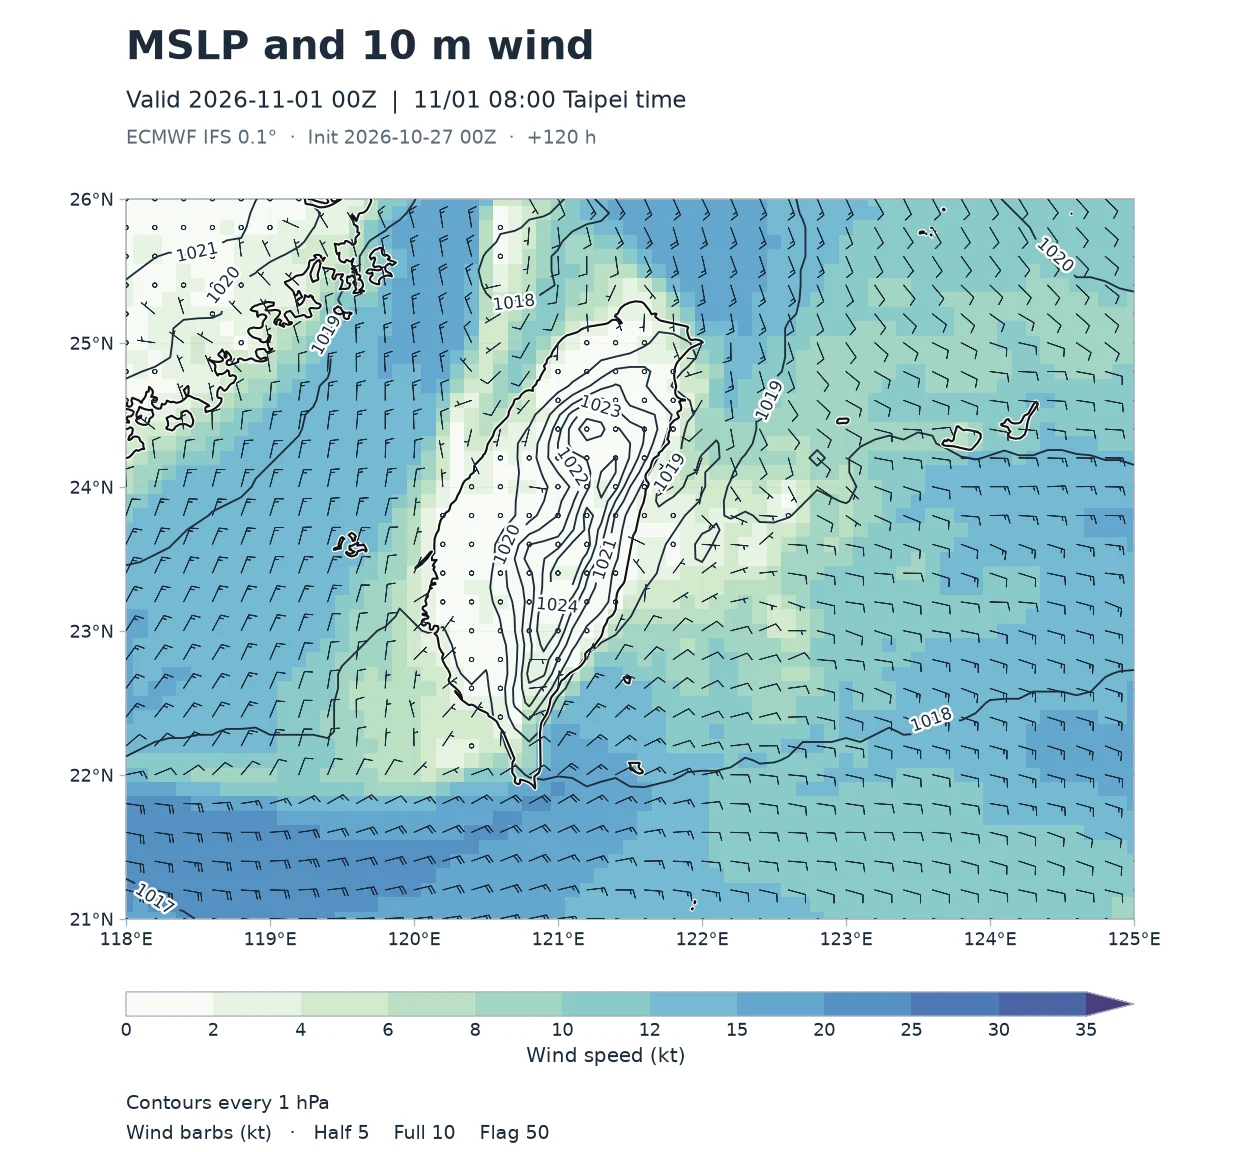 MSLP and 10 m wind
Valid 2026-11-01 00Z | 11/01 08:00 Taipei time
ECMWF IFS 0.1° · Init 2026-10-27 00Z · +120 h
26°N
1021
1020
1020
1018
1019
25°N
1023
1019
1022
1019
24°N
1020
1021
1024
23°N
1018
22°N
1017
21°N
118°E 119°E 120°E 121°E 122°E 123°E 124°E 125°E
0 2 4 6 8 10 12 15 20 25 30 35
Wind speed (kt)
Contours every 1 hPa
Wind barbs (kt) · Half 5 Full 10 Flag 50